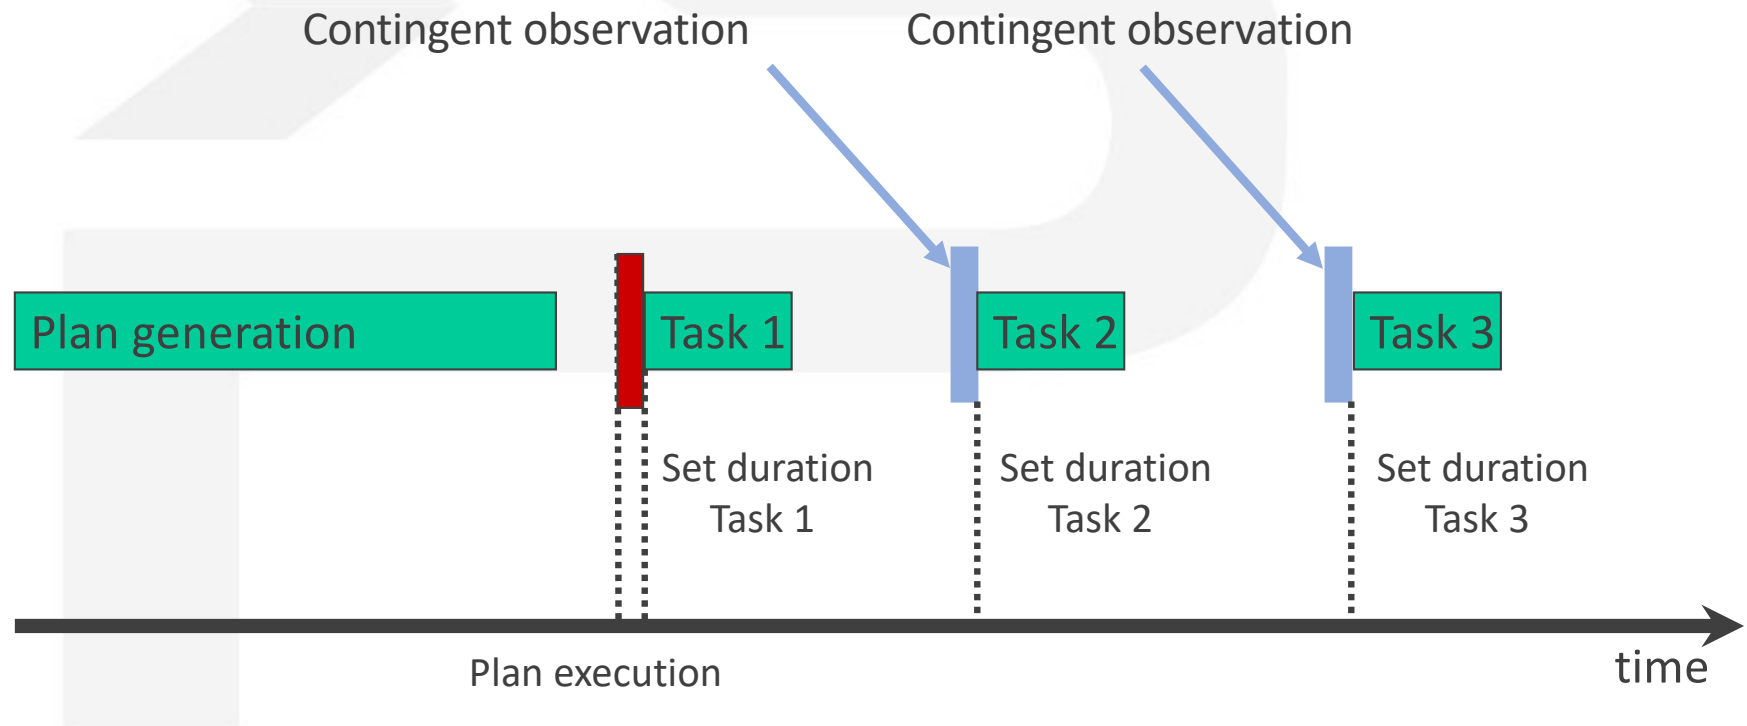 Contingent observation
Contingent observation
Plan generation
Task 1
Task 2
Task 3
Set duration
Task 1
Set duration
Task 2
Set duration
Task 3
Plan execution
time